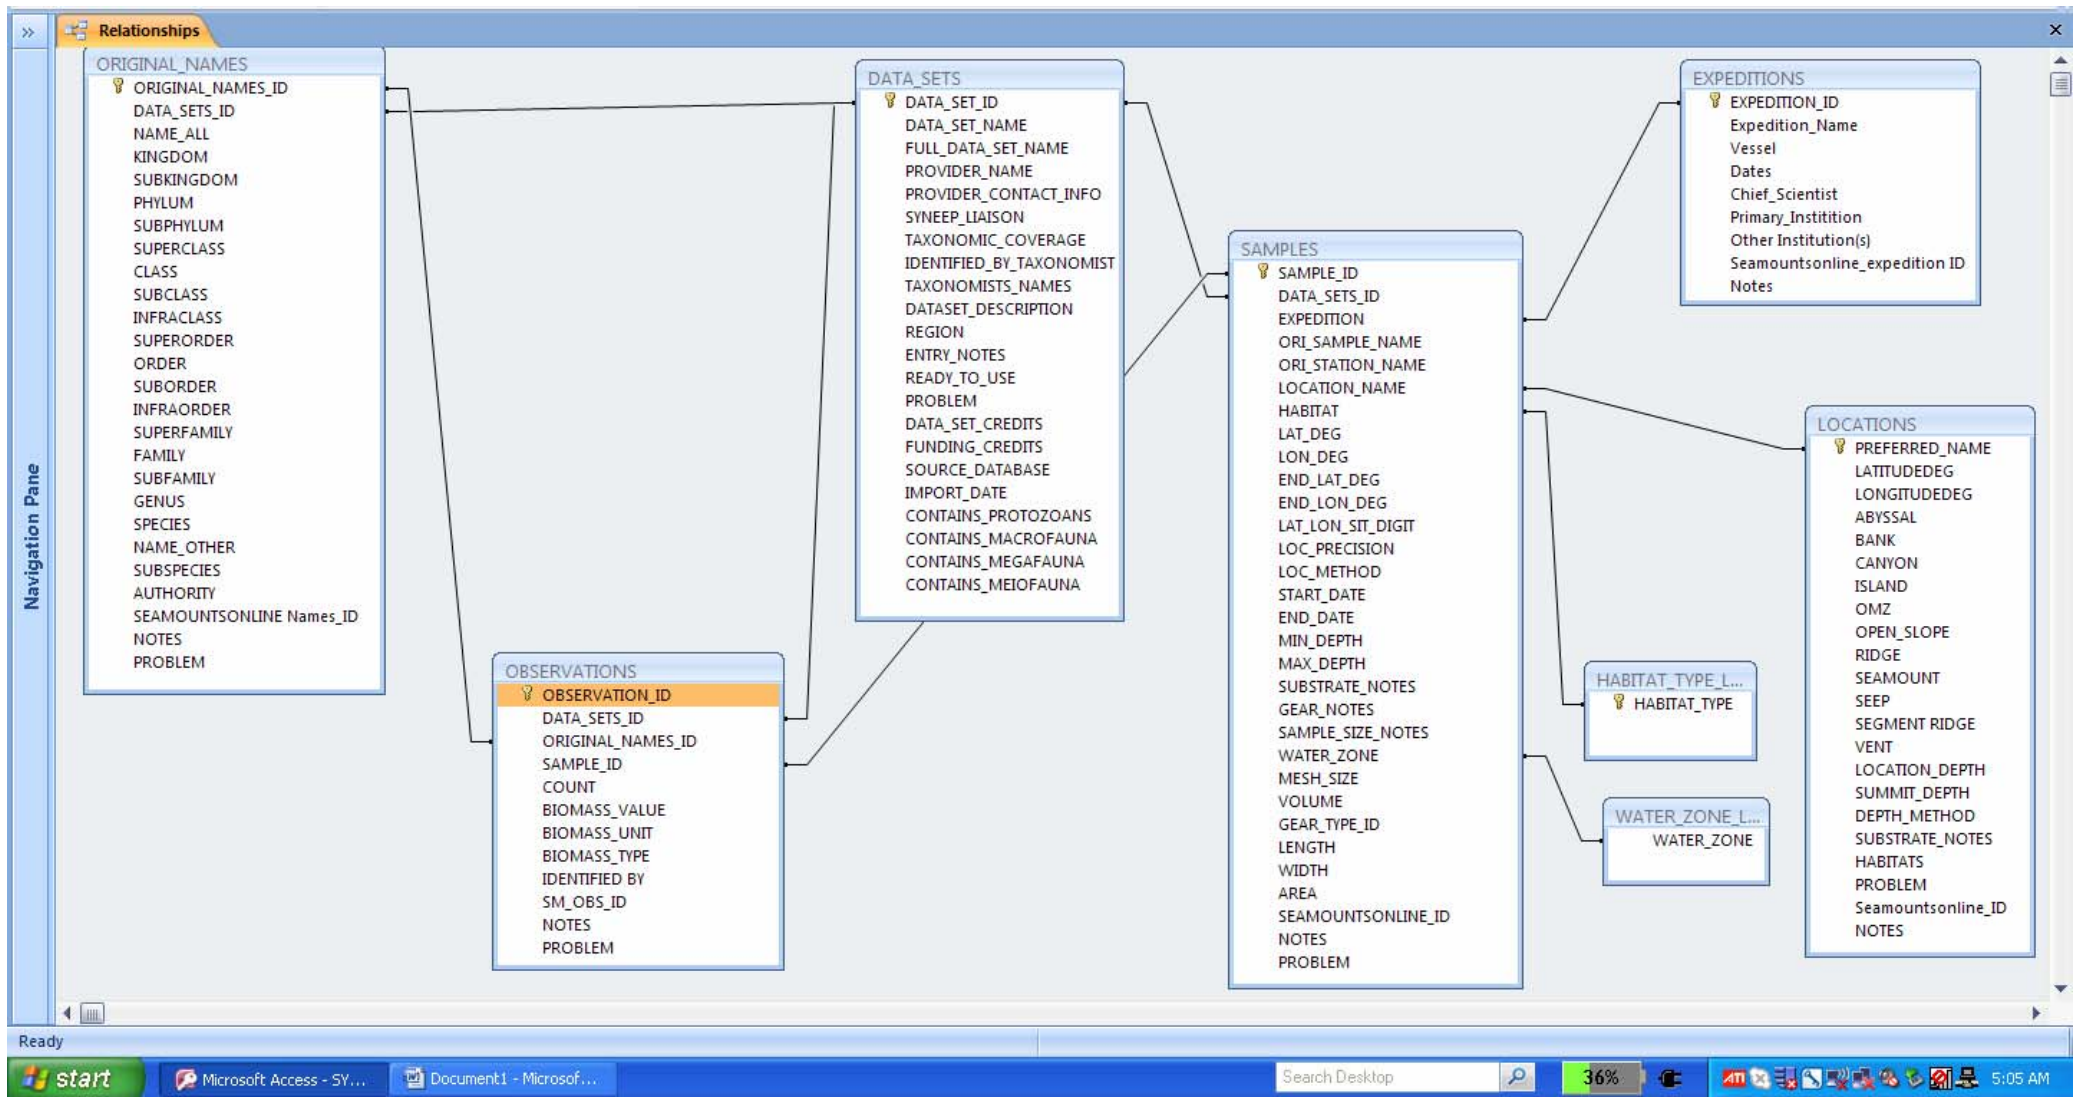 Relationships
Navigation Pane
ORIGINAL_NAMES
ORIGINAL_NAMES_ID
DATA_SETS_ID
NAME_ALL
KINGDOM
SUBKINGDOM
PHYLUM
SUBPHYLUM
SUPERCLASS
CLASS
SUBCLASS
INFRACLASS
SUPERORDER
ORDER
SUBORDER
INFRAORDER
SUPERFAMILY
FAMILY
SUBFAMILY
GENUS
SPECIES
NAME_OTHER
SUBSPECIES
AUTHORITY
SEAMOUNTSONLINE Names_ID
NOTES
PROBLEM
OBSERVATIONS
OBSERVATION_ID
DATA_SETS_ID
ORIGINAL_NAMES_ID
SAMPLE_ID
COUNT
BIOMASS_VALUE
BIOMASS_UNIT
BIOMASS_TYPE
IDENTIFIED BY
SM_OBS_ID
NOTES
PROBLEM
DATA_SETS
DATA_SET_ID
DATA_SET_NAME
FULL_DATA_SET_NAME
PROVIDER_NAME
PROVIDER_CONTACT_INFO
SYNEEP_LIAISON
TAXONOMIC_COVERAGE
IDENTIFIED_BY_TAXONOMIST
TAXONOMISTS_NAMES
DATASET_DESCRIPTION
REGION
ENTRY_NOTES
READY_TO_USE
PROBLEM
DATA_SET_CREDITS
FUNDING_CREDITS
SOURCE_DATABASE
IMPORT_DATE
CONTAINS_PROTOZOANS
CONTAINS_MACROFAUNA
CONTAINS_MEGAFAUNA
CONTAINS_MEIOFAUNA
SAMPLES
SAMPLE_ID
DATA_SETS_ID
EXPEDITION
ORI_SAMPLE_NAME
ORI_STATION_NAME
LOCATION_NAME
HABITAT
LAT_DEG
LON_DEG
END_LAT_DEG
END_LON_DEG
LAT_LON_SIT_DIGIT
LOC_PRECISION
LOC_METHOD
START_DATE
END_DATE
MIN_DEPTH
MAX_DEPTH
SUBSTRATE_NOTES
GEAR_NOTES
SAMPLE_SIZE_NOTES
WATER_ZONE
MESH_SIZE
VOLUME
GEAR_TYPE_ID
LENGTH
WIDTH
AREA
SEAMOUNTSONLINE_ID
NOTES
PROBLEM
EXPEDITIONS
EXPEDITION_ID
Expedition_Name
Vessel
Dates
Chief_Scientist
Primary_Institition
Other Institution(s)
Seamountsonline_expedition ID
Notes
HABITAT_TYPE_L...
HABITAT_TYPE
WATER_ZONE_L...
WATER_ZONE
LOCATIONS
PREFERRED_NAME
LATITUDEDEG
LONGITUDEDEG
ABYSSAL
BANK
CANYON
ISLAND
OMZ
OPEN_SLOPE
RIDGE
SEAMOUNT
SEEP
SEGMENT RIDGE
VENT
LOCATION_DEPTH
SUMMIT_DEPTH
DEPTH_METHOD
SUBSTRATE_NOTES
HABITATS
PROBLEM
Seamountsonline_ID
NOTES
Ready
start
Microsoft Access - SY...
Document1 - Microsof...
Search Desktop
36%
ATI
5:05 AM